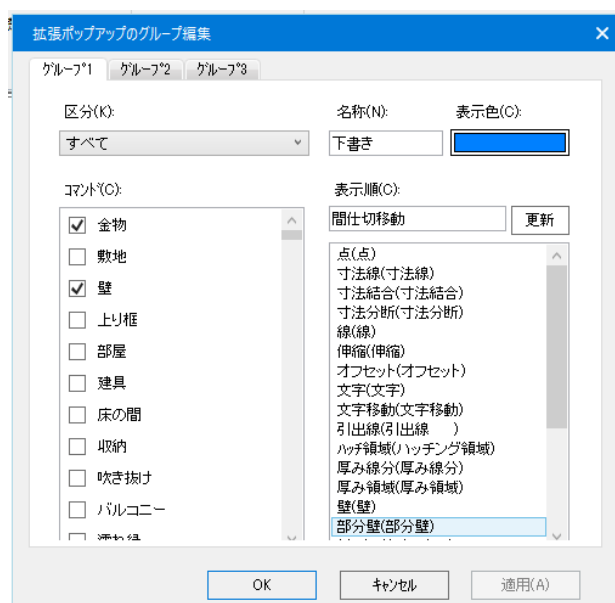 拡張ポップアップのグループ編集
グループ1 グループ2 グループ3
区分(K):
すべて
名称(N):
下書き
表示色(C):
コマンド(C):
金物
敷地
壁
上り框
部屋
建具
床の間
収納
吹き抜け
バルコニー
濡れ縁
表示順(C):
間仕切移動
更新
点(点)
寸法線(寸法線)
寸法結合(寸法結合)
寸法分断(寸法分断)
線(線)
伸縮(伸縮)
オフセット(オフセット)
文字(文字)
文字移動(文字移動)
引出線(引出線　)
ハッチ領域(ハッチング領域)
厚み線分(厚み線分)
厚み領域(厚み領域)
壁(壁)
部分壁(部分壁)
OK
キャンセル
適用(A)